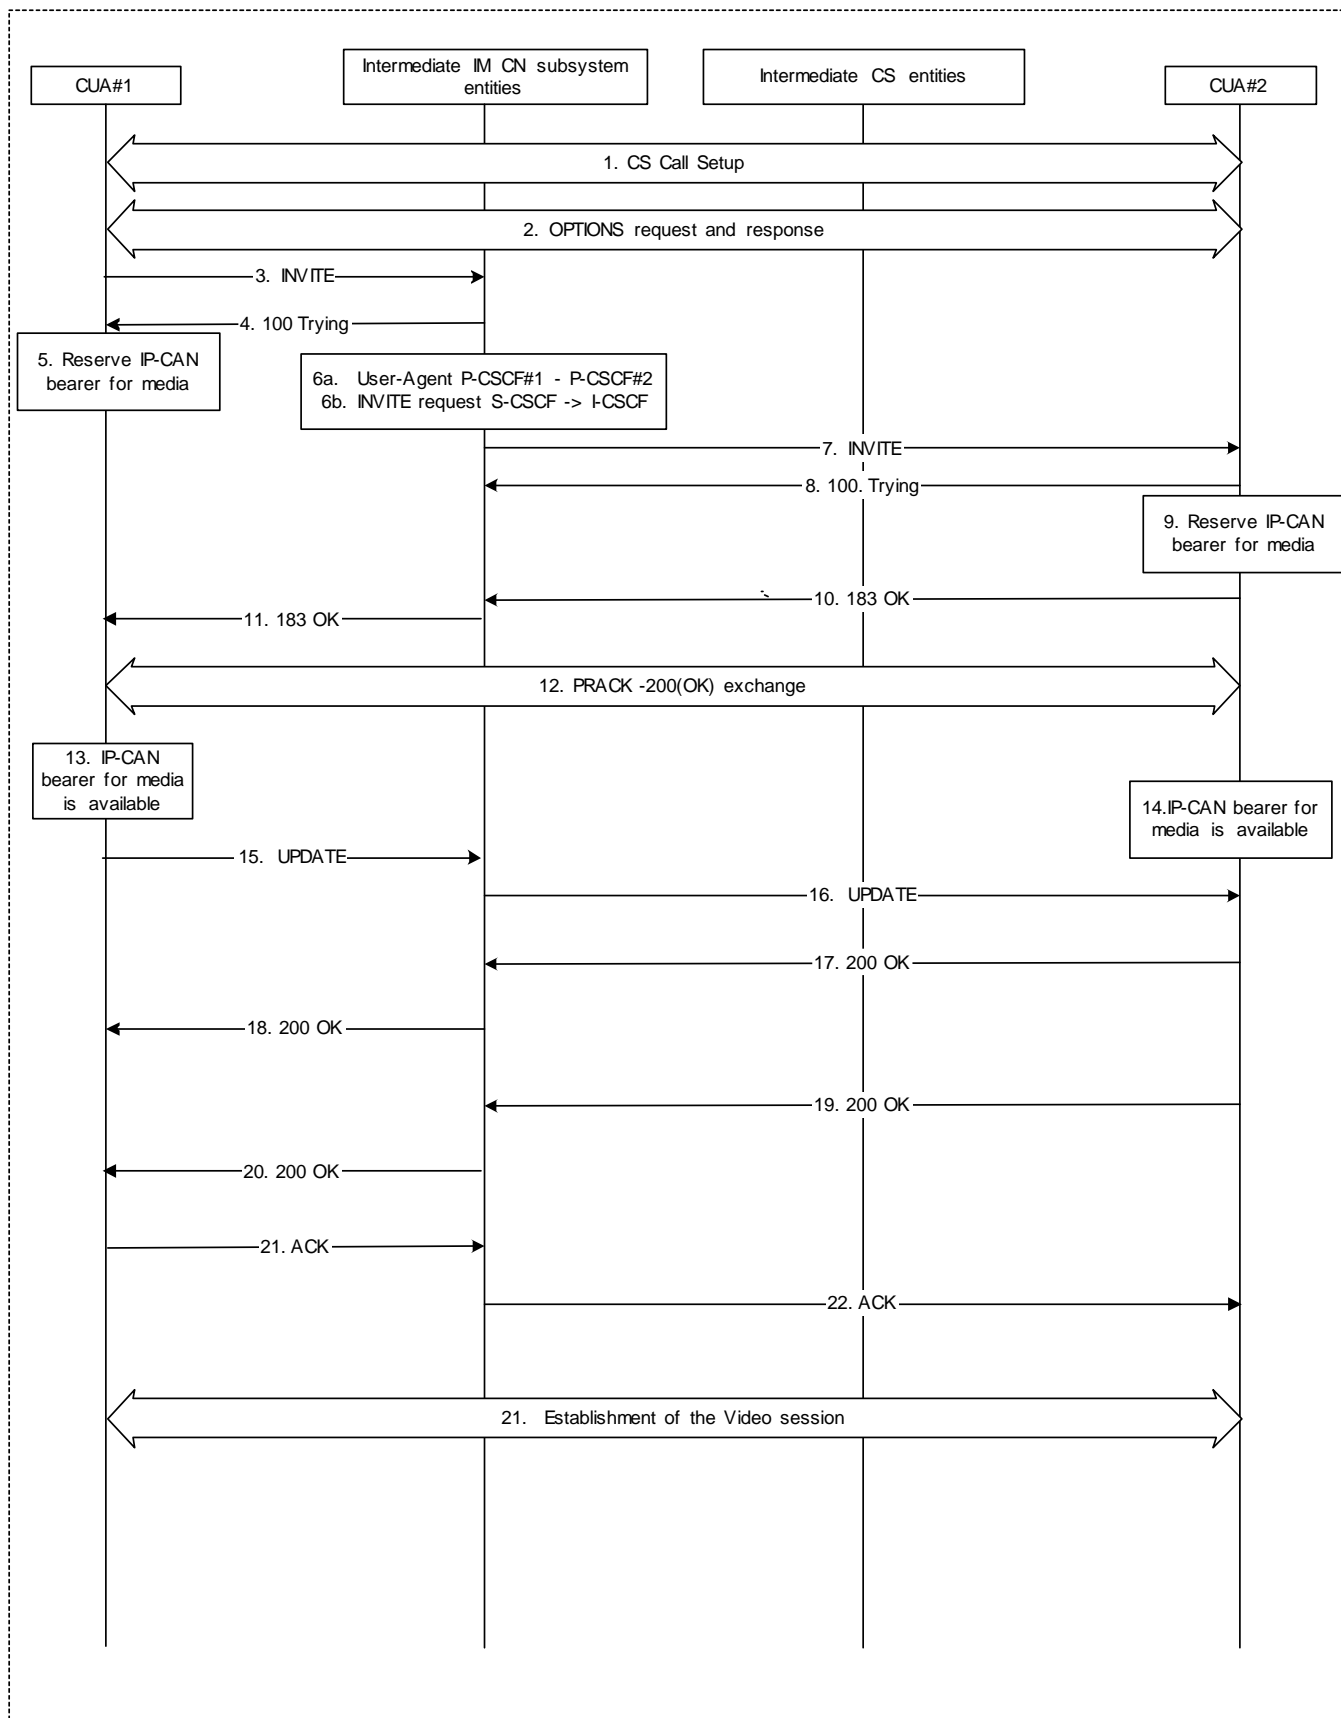 CUA#1
Intermediate IM CN subsystem
entities
Intermediate CS entities
CUA#2
1. CS Call Setup
2. OPTIONS request and response
3. INVITE
4. 100 Trying
5. Reserve IP-CAN
bearer for media
6a. User-Agent P-CSCF#1 - P-CSCF#2
6b. INVITE request S-CSCF -> I-CSCF
7. INVITE
8. 100. Trying
9. Reserve IP-CAN
bearer for media
10. 183 OK
11. 183 OK
12. PRACK -200(OK) exchange
13. IP-CAN
bearer for media
is available
14.IP-CAN bearer for
media is available
15. UPDATE
16. UPDATE
17. 200 OK
18. 200 OK
19. 200 OK
20. 200 OK
21. ACK
22. ACK
21. Establishment of the Video session